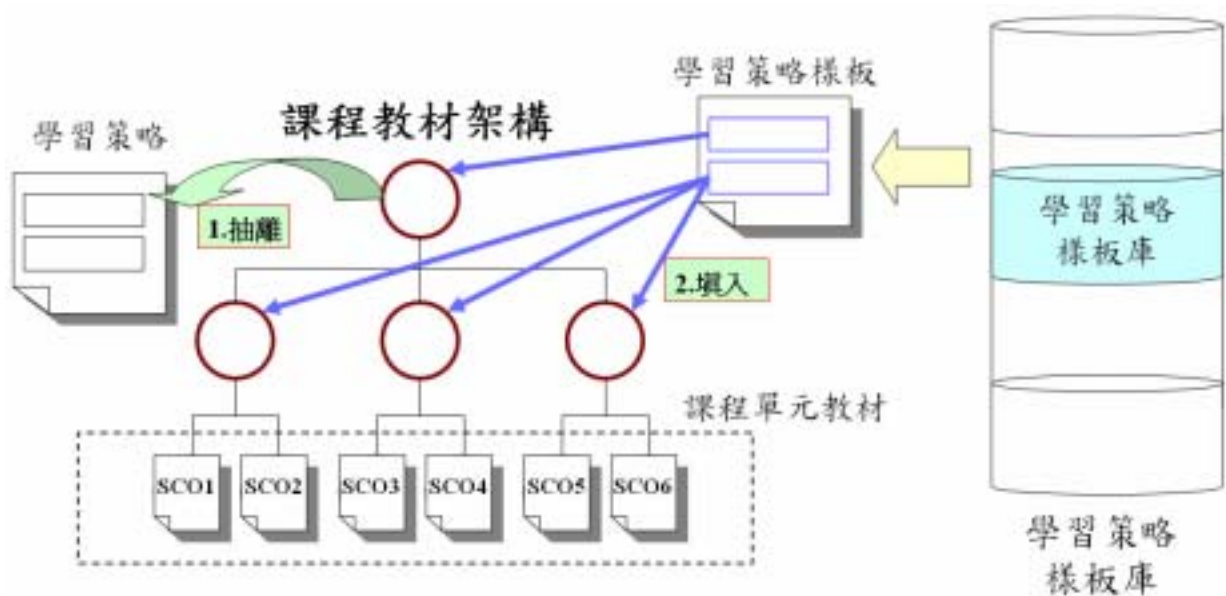 學習策略樣板
課程教材架構
學習策略
1.抽離
2.填入
學習策略
樣板庫
課程單元教材
SCO1
SCO2
SCO3
SCO4
SCO5
SCO6
學習策略
樣板庫